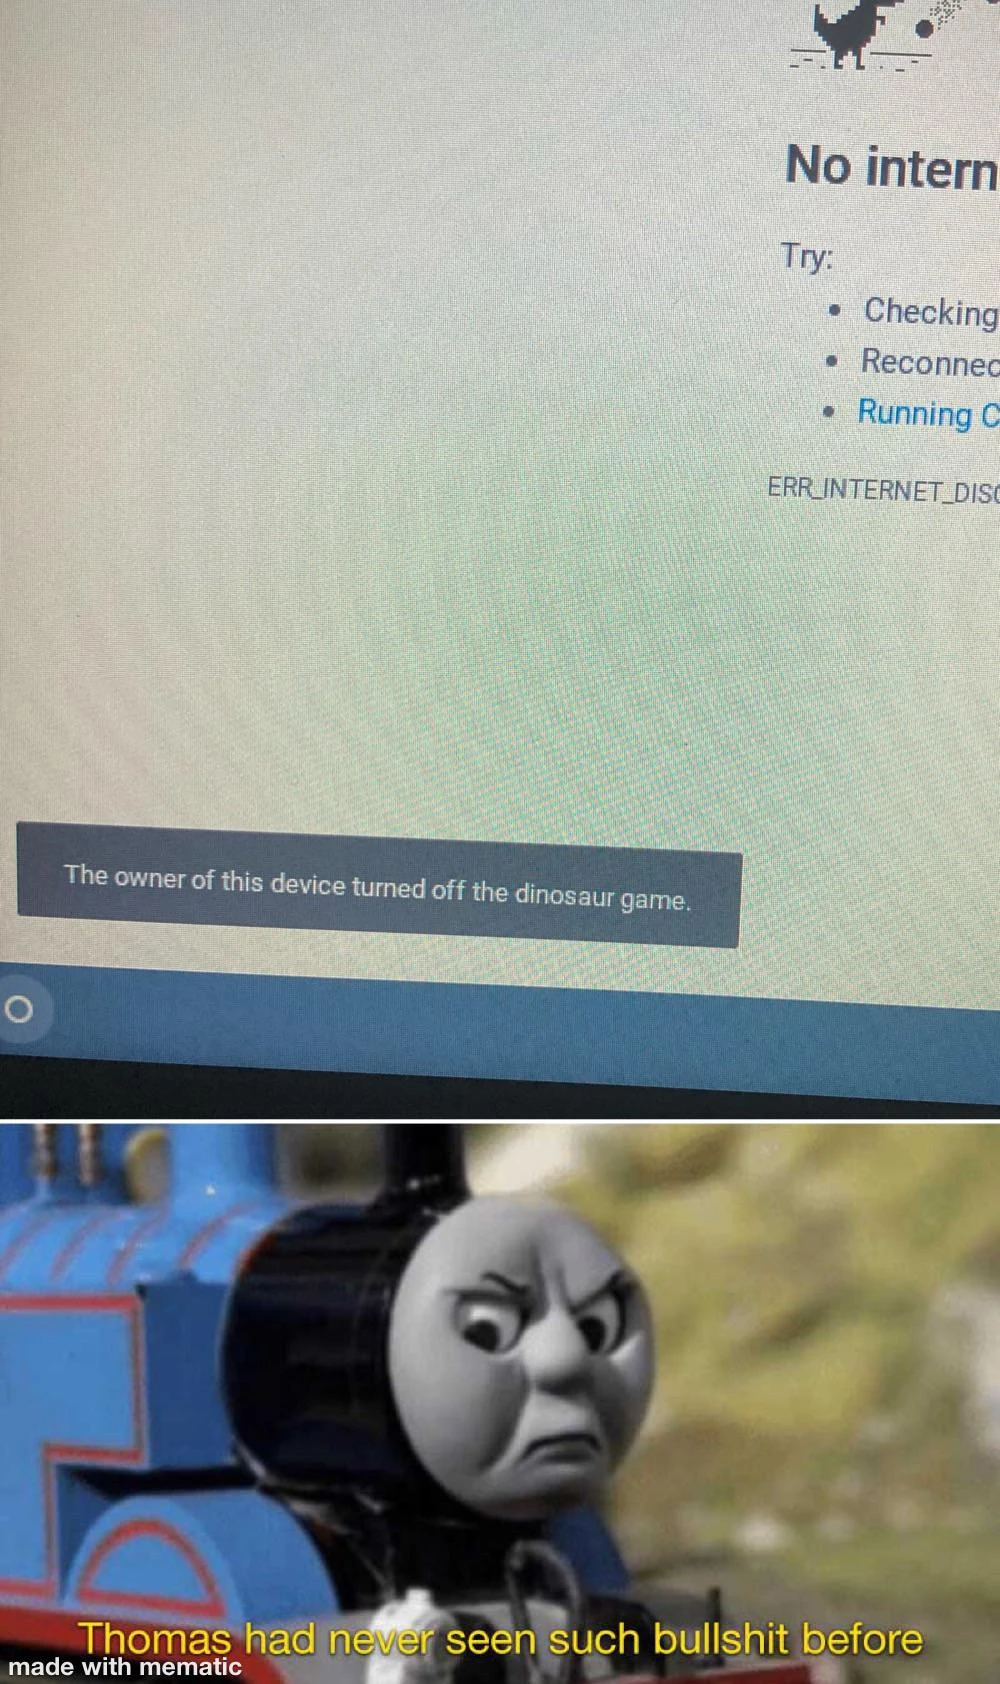 No intern
Try:
• Checking
• Reconnec
• Running C
ERR_INTERNET_DISC
The owner of this device turned off the dinosaur game.
Thomas had never seen such bullshit before
made with mematic